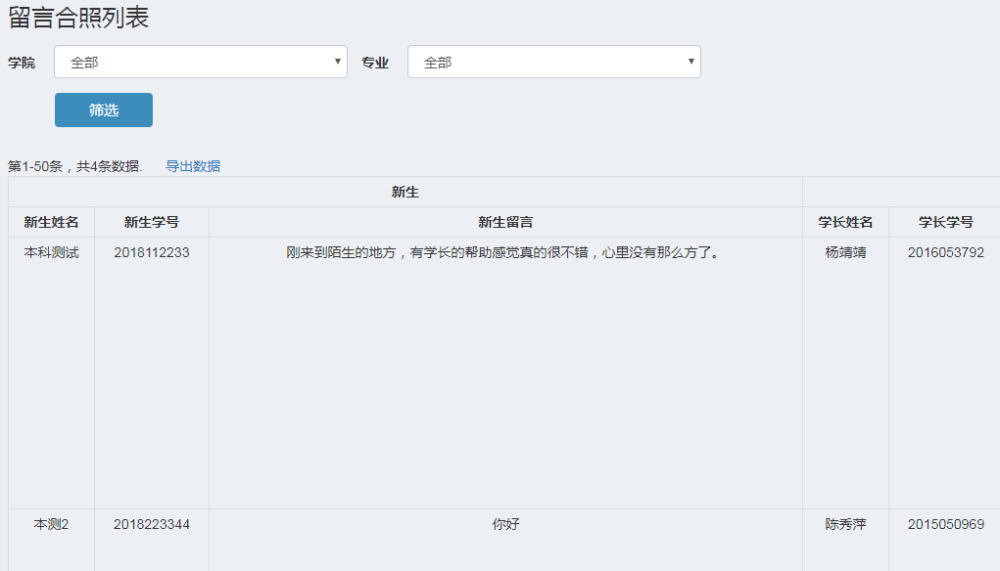 留言合照列表
学院 全部 专业 全部
筛选
第1-50条，共4条数据. 导出数据
新生
新生姓名 新生学号 新生留言 学长姓名 学长学号
本科测试 2018112233 刚来到陌生的地方，有学长的帮助感觉真的很不错，心里没有那么方了。 杨靖靖 2016053792
本测2 2018223344 你好 陈秀萍 2015050969